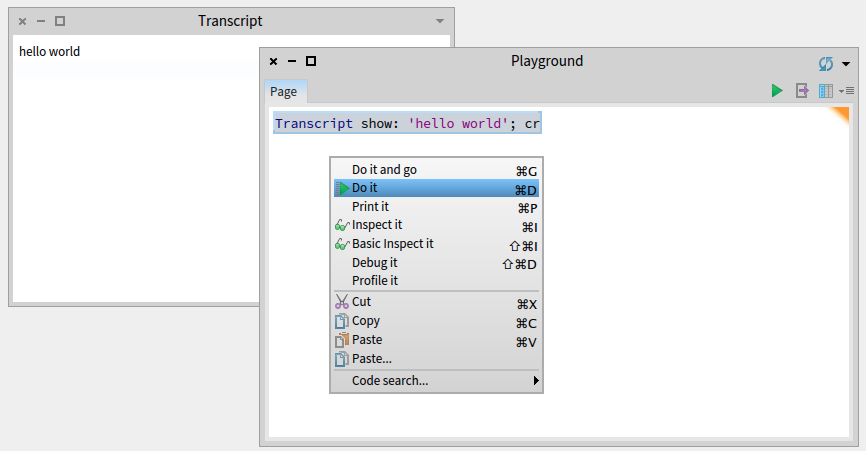 Transcript
hello world
Playground
Page
Transcript show: 'hello world'; cr
Do it and go ⌘G
Do it ⌘D
Print it ⌘P
Inspect it ⌘I
Basic Inspect it ⇧⌘I
Debug it ⇧⌘D
Profile it
Cut ⌘X
Copy ⌘C
Paste ⌘V
Paste...
Code search...